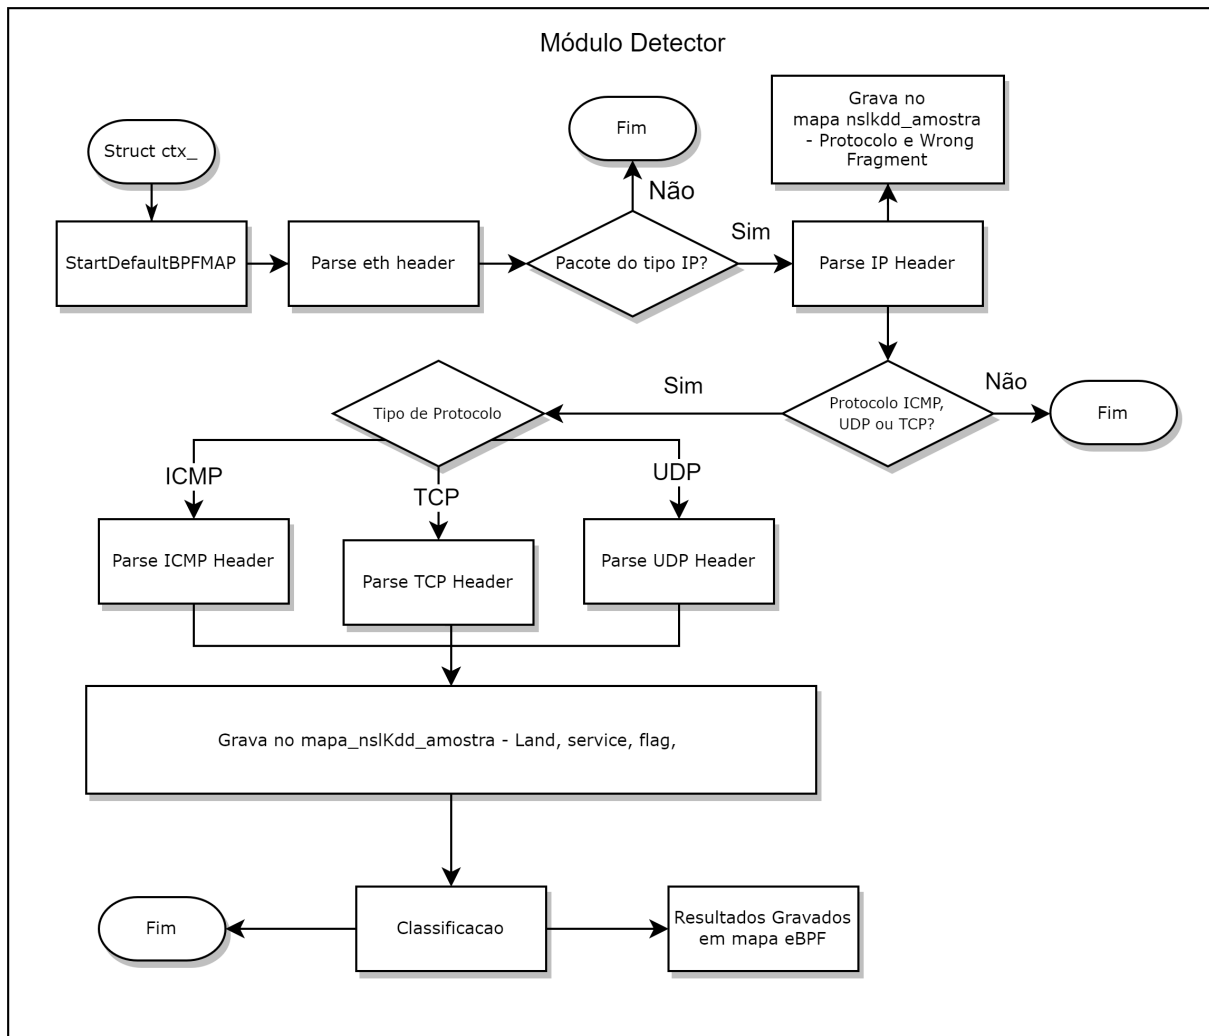 Módulo Detector
Struct ctx_
Fim
Grava no
mapa nslkdd_amostra
- Protocolo e Wrong
Fragment
Não
StartDefaultBPFMAP
Parse eth header
Pacote do tipo IP?
Sim
Parse IP Header
Tipo de Protocolo
Sim
Protocolo ICMP,
UDP ou TCP?
Não
Fim
ICMP
TCP
UDP
Parse ICMP Header
Parse TCP Header
Parse UDP Header
Grava no mapa_nslKdd_amostra - Land, service, flag,
Fim
Classificacao
Resultados Gravados
em mapa eBPF